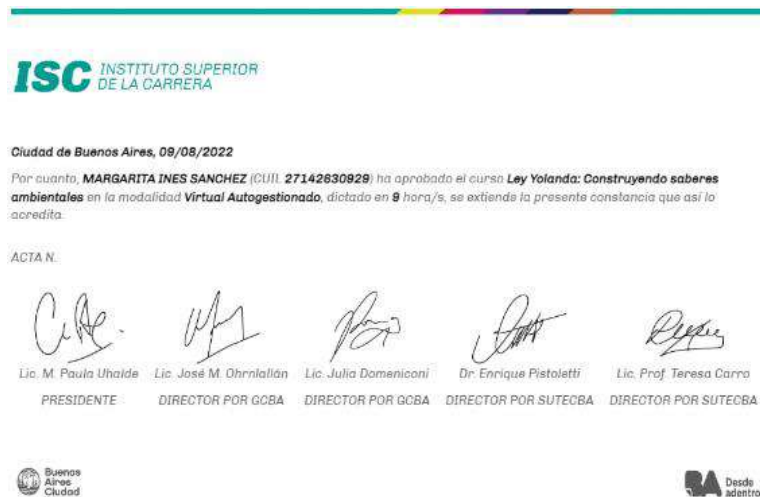 ISC INSTITUTO SUPERIOR
DE LA CARRERA
Ciudad de Buenos Aires, 09/08/2022
Por cuanto, MARGARITA INES SANCHEZ (CUIL 27142630929) ha aprobado el curso Ley Yolanda: Construyendo saberes
ambientales en la modalidad Virtual Autogestionado, dictado en 9 hora/s, se extiende la presente constancia que así lo
acredita.
ACTA N.
Lic. M. Paula Uhalde Lic. José M. Ohrnialián Lic. Julia Domeniconi Dr. Enrique Pistoletti Lic. Prof. Teresa Carro
PRESIDENTE DIRECTOR POR GCBA DIRECTOR POR GCBA DIRECTOR POR SUTECBA DIRECTOR POR SUTECBA
Buenos
Aires
Ciudad
BA Desde
adentro